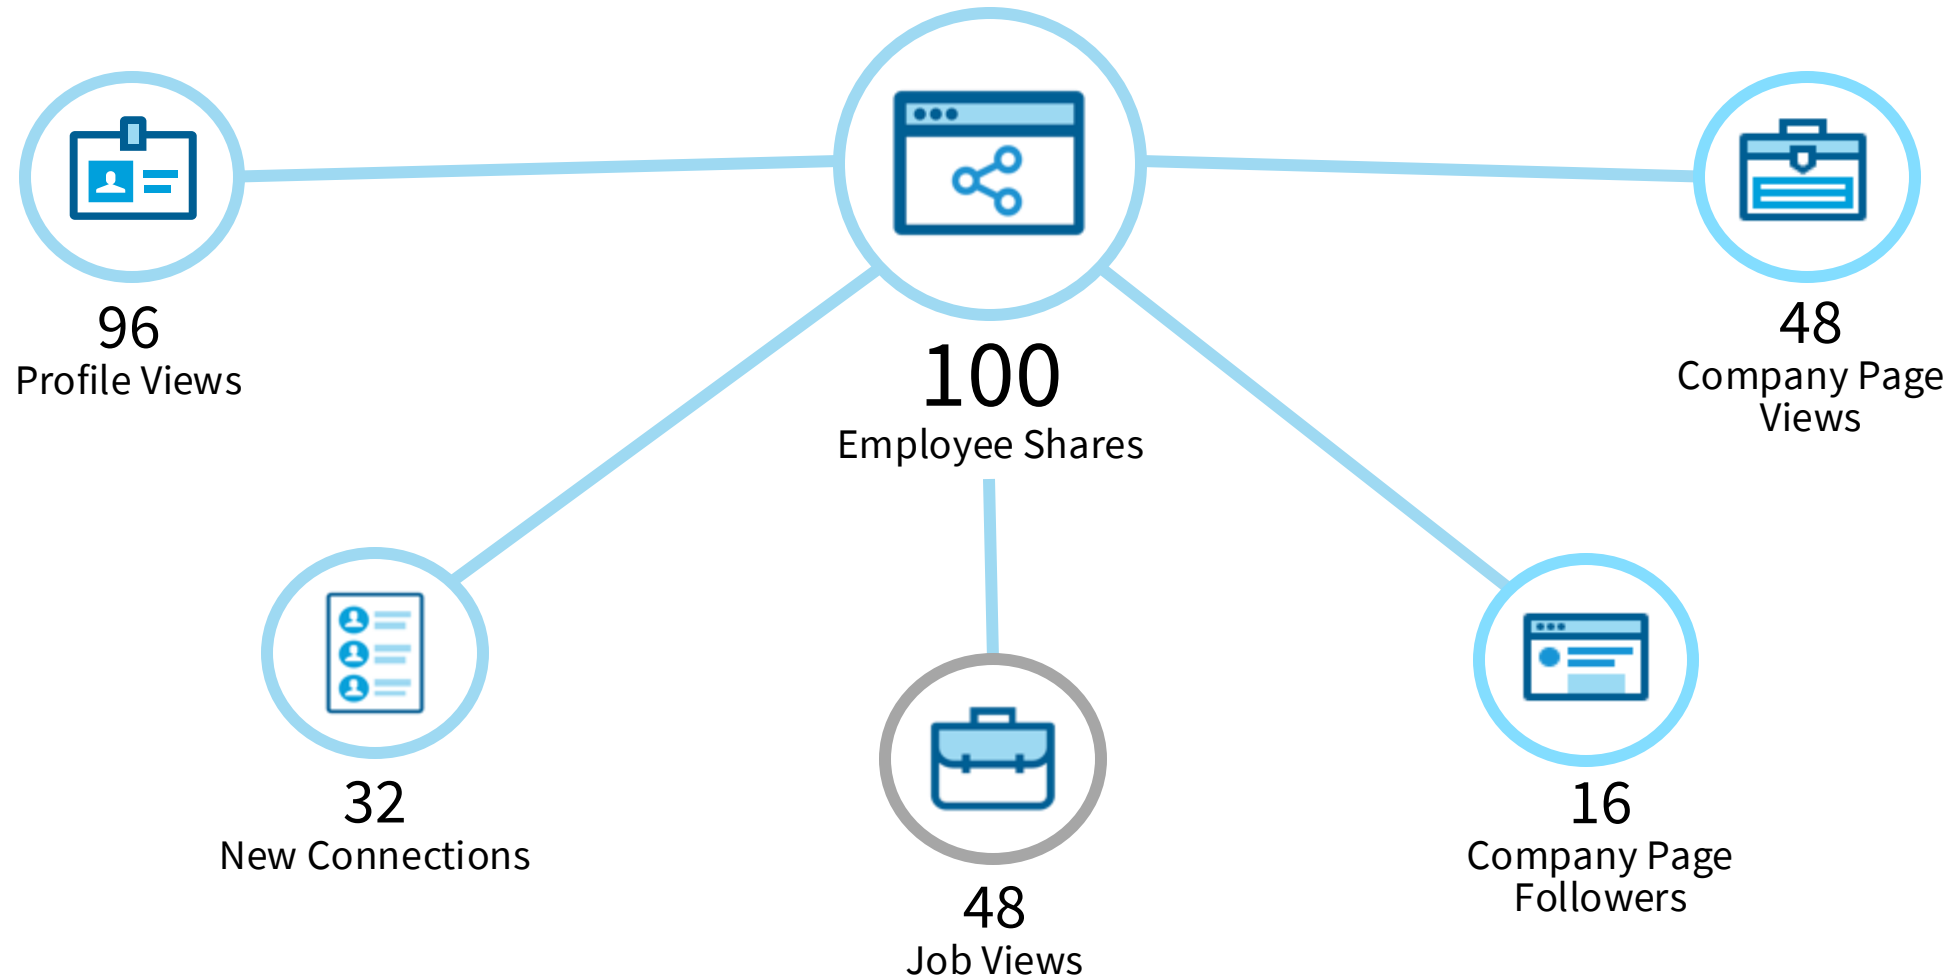 96
Profile Views
100
Employee Shares
48
Company Page
Views
32
New Connections
48
Job Views
16
Company Page
Followers